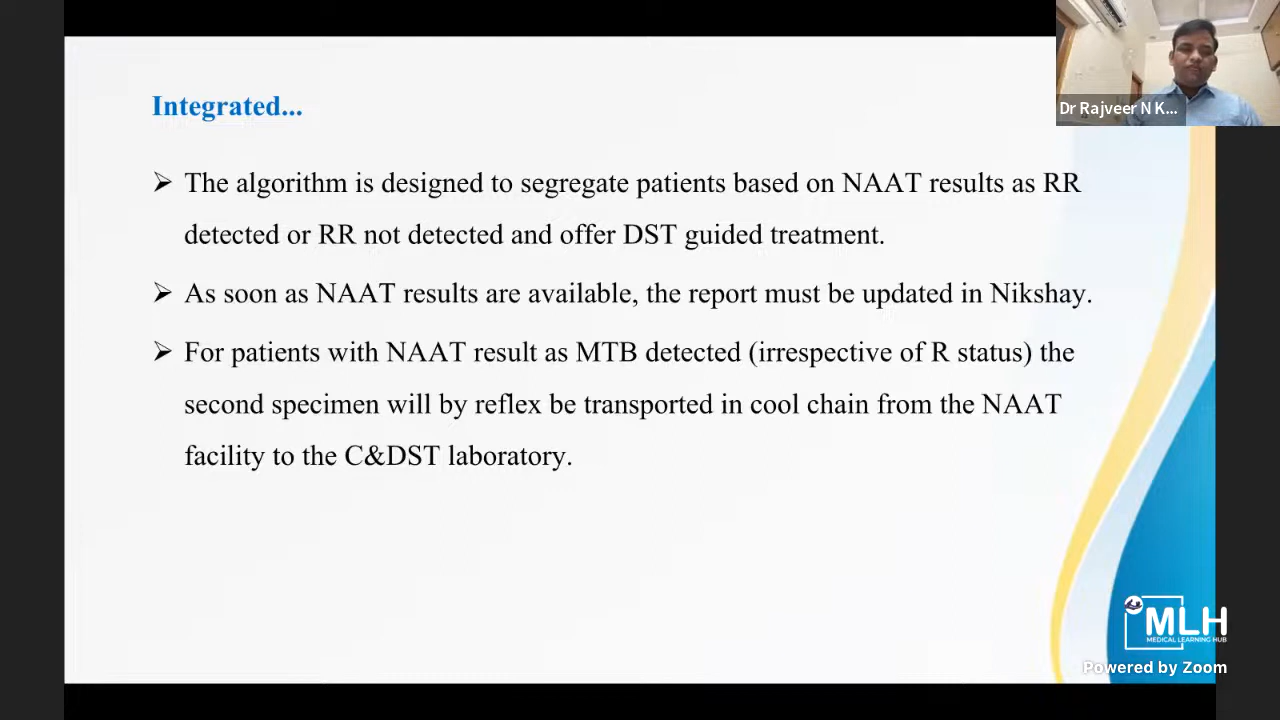 Integrated...
Dr Rajveer N K...
➢ The algorithm is designed to segregate patients based on NAAT results as RR
detected or RR not detected and offer DST guided treatment.
➢ As soon as NAAT results are available, the report must be updated in Nikshay.
➢ For patients with NAAT result as MTB detected (irrespective of R status) the
second specimen will by reflex be transported in cool chain from the NAAT
facility to the C&DST laboratory.
MLH
MEDICAL LEARNING HUB
Powered by Zoom